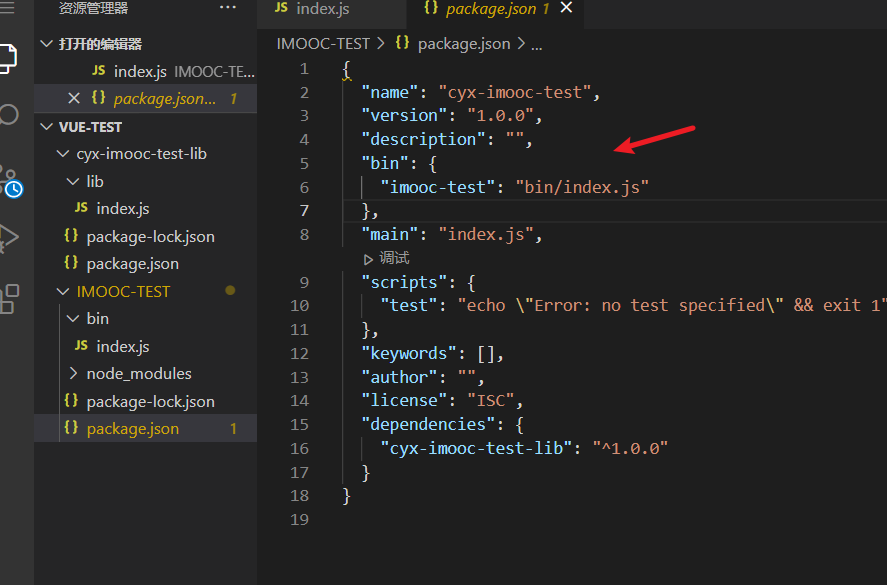 资源管理器 ···
打开的编辑器
JS index.js IMOOC-TE...
{} package.json... 1
VUE-TEST
cyx-imooc-test-lib
lib
JS index.js
{} package-lock.json
{} package.json
IMOOC-TEST
bin
JS index.js
node_modules
{} package-lock.json
{} package.json 1
JS index.js {} package.json 1
IMOOC-TEST > {} package.json > ...
1 {
2 "name": "cyx-imooc-test",
3 "version": "1.0.0",
4 "description": "",
5 "bin": {
6 "imooc-test": "bin/index.js"
7 },
8 "main": "index.js",
调试
9 "scripts": {
10 "test": "echo \"Error: no test specified\" && exit 1"
11 },
12 "keywords": [],
13 "author": "",
14 "license": "ISC",
15 "dependencies": {
16 "cyx-imooc-test-lib": "^1.0.0"
17 }
18 }
19